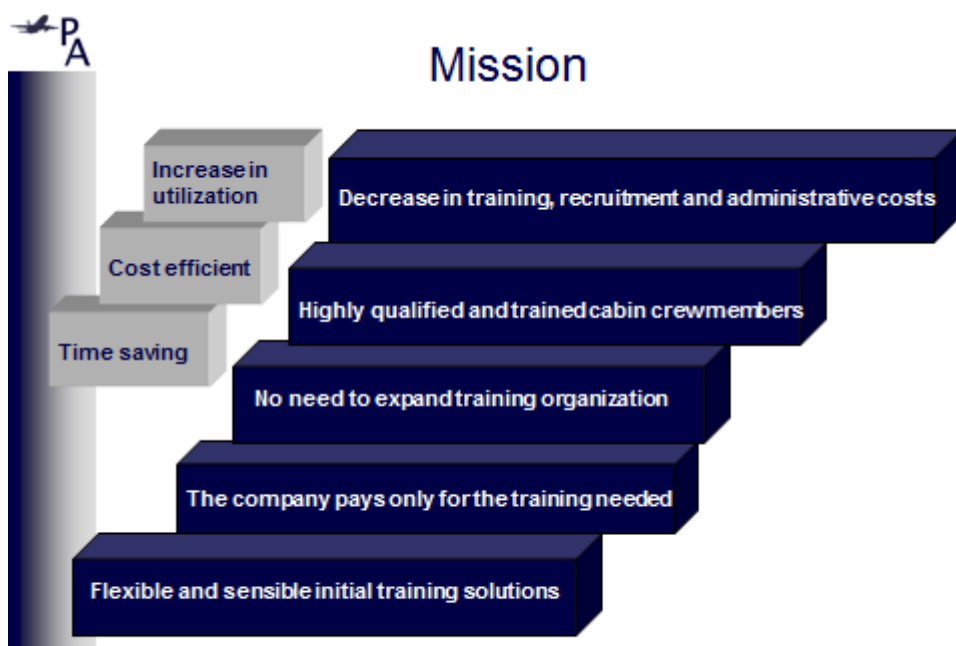 P
A
Mission
Increase in
utilization
Decrease in training, recruitment and administrative costs
Cost efficient
Highly qualified and trained cabin crewmembers
Time saving
No need to expand training organization
The company pays only for the training needed
Flexible and sensible initial training solutions